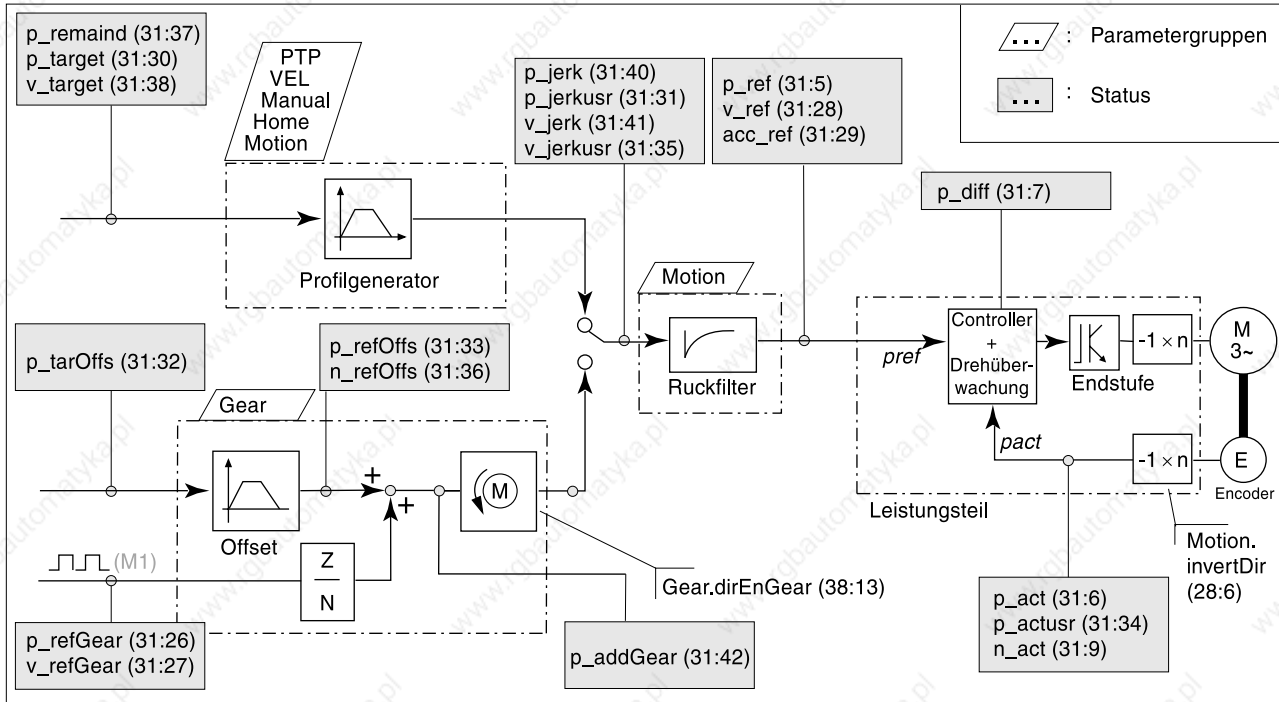 p_remaind (31:37)
p_target (31:30)
v_target (31:38)
PTP
VEL
Manual
Home
Motion
p_jerk (31:40)
p_jerkusr (31:31)
v_jerk (31:41)
v_jerkusr (31:35)
p_ref (31:5)
v_ref (31:28)
acc_ref (31:29)
... : Parametergruppen
... : Status
p_diff (31:7)
Profilgenerator
Motion
Ruckfilter
pref
Controller
+
Drehüber-
wachung
Endstufe
-1 × n
M
3~
pact
-1 × n
E
Encoder
Leistungsteil
Motion.
invertDir
(28:6)
p_act (31:6)
p_actusr (31:34)
n_act (31:9)
p_tarOffs (31:32)
p_refOffs (31:33)
n_refOffs (31:36)
Gear
Offset
+
+
M
(M1)
Z
N
Gear.dirEnGear (38:13)
p_refGear (31:26)
v_refGear (31:27)
p_addGear (31:42)
www.rgbautomatyka.pl